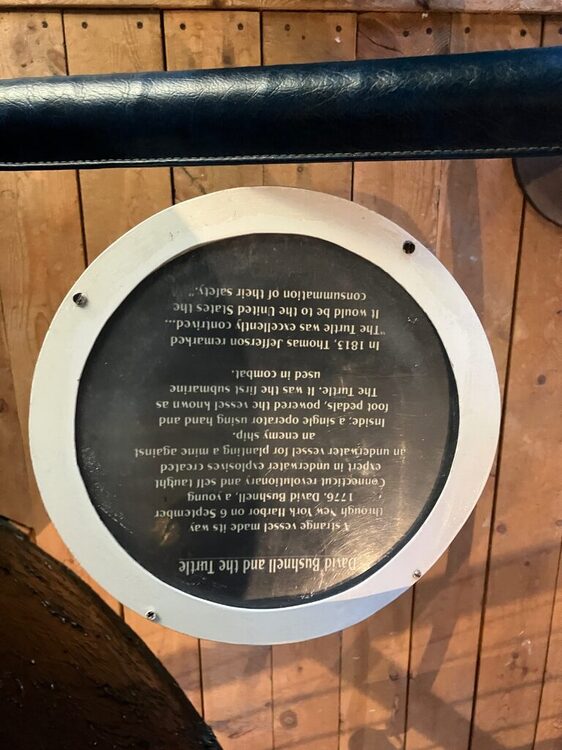 David Bushnell and the Turtle
A strange vessel made its way
through New York Harbor on 6 September
1776. David Bushnell, a young
Connecticut revolutionary and self taught
expert in underwater explosives created
an underwater vessel for planting a mine against
an enemy ship.
Inside, a single operator using hand and
foot pedals, powered the vessel known as
The Turtle. It was the first submarine
used in combat.
In 1813, Thomas Jefferson remarked
"The Turtle was excellently contrived...
It would be to the United States the
consummation of their safety."